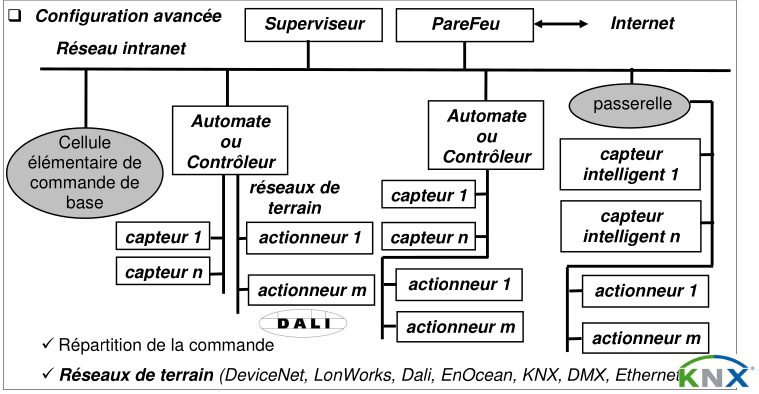 ❑ Configuration avancée
Superviseur
PareFeu
Internet
Réseau intranet
Cellule
élémentaire de
commande de
base
Automate
ou
Contrôleur
réseaux de
terrain
capteur 1
capteur n
actionneur 1
actionneur m
DALI
Automate
ou
Contrôleur
capteur 1
capteur n
actionneur 1
actionneur m
passerelle
capteur
intelligent 1
capteur
intelligent n
actionneur 1
actionneur m
✓ Répartition de la commande
✓ Réseaux de terrain (DeviceNet, LonWorks, Dali, EnOcean, KNX, DMX, Ethernet
KNX®